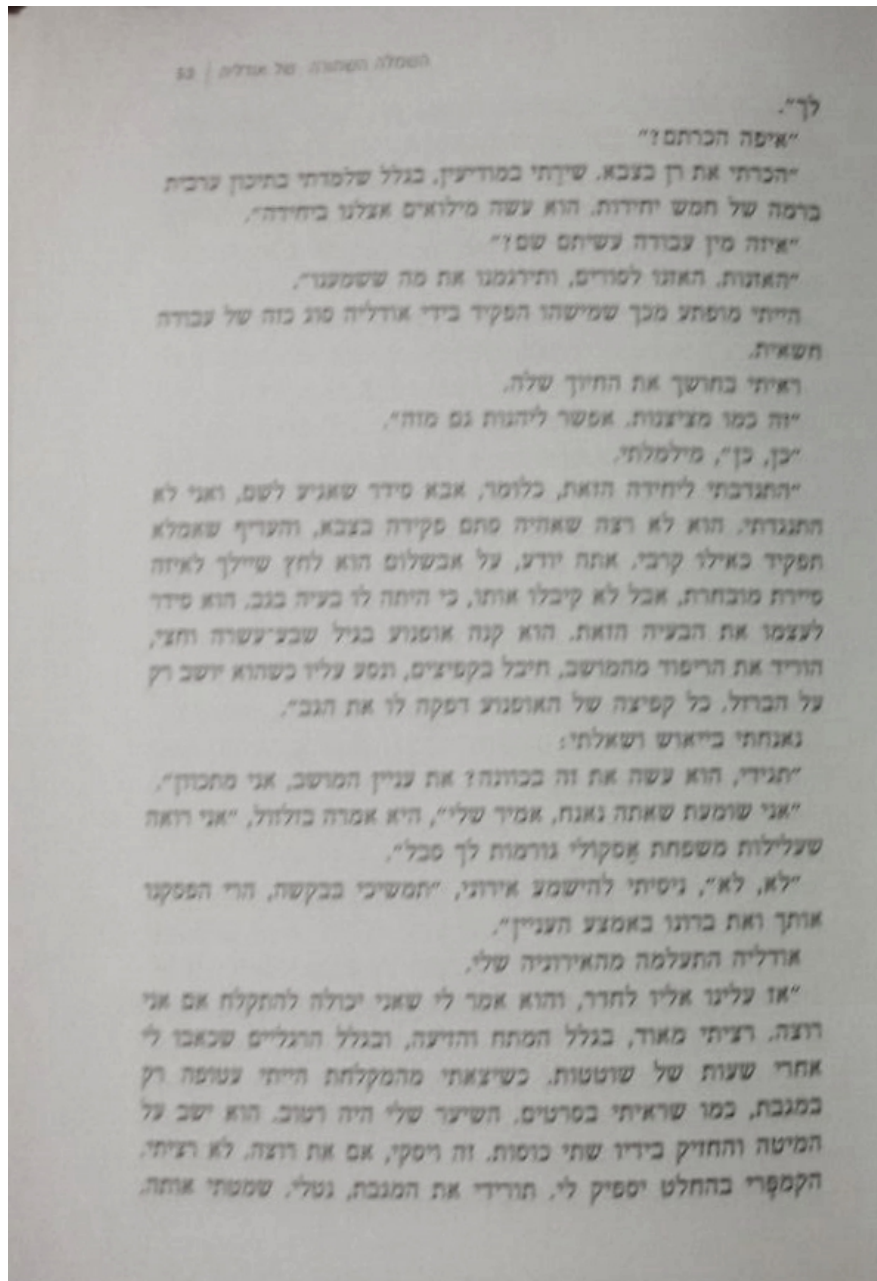 השמלה השחורה של אודליה | 53
לך".
"איפה הכרתם?"
"הכרתי את רן בצבא. שירַתי במודיעין, בגלל שלמדתי בתיכון ערבית
ברמה של חמש יחידות. הוא עשה מילואים אצלנו ביחידה".
"איזה מין עבודה עשיתם שם?"
"האזנות. האזנו לסורים, ותירגמנו את מה ששמענו".
הייתי מופתע מכך שמישהו הפקיד בידי אודליה סוג כזה של עבודה
חשאית.
ראיתי בחושך את החיוך שלה.
"זה כמו מציצנות. אפשר ליהנות גם מזה".
"כן, כן", מילמלתי.
"התנדבתי ליחידה הזאת, כלומר, אבא סידר שאגיע לשם, ואני לא
התנגדתי. הוא לא רצה שאהיה סתם פקידה בצבא, והעדיף שאמלא
תפקיד כאילו קרבי. אתה יודע, על אבשלום הוא לחץ שיילך לאיזה
סיירת מובחרת, אבל לא קיבלו אותו, כי היתה לו בעיה בגב. הוא סידר
לעצמו את הבעיה הזאת. הוא קנה אופנוע בגיל שבע־עשרה וחצי,
הוריד את הריפוד מהמושב, חיבל בקפיצים, ונסע עליו כשהוא יושב רק
על הברזל. כל קפיצה של האופנוע דפקה לו את הגב".
נאנחתי בייאוש ושאלתי:
"תגידי, הוא עשה את זה בכוונה? את עניין המושב, אני מתכוון".
"אני שומעת שאתה נאנח, אמיר שלי", היא אמרה בזלזול, "אני רואה
שעלילות משפחת אֶסקוֹלי גורמות לך סבל".
"לא, לא", ניסיתי להישמע אירוני, "תמשיכי בבקשה, הרי הפסקנו
אותך ואת ברונו באמצע העניין".
אודליה התעלמה מהאירוניה שלי.
"אז עלינו אליו לחדר, והוא אמר לי שאני יכולה להתקלח אם אני
רוצה. רציתי מאוד, בגלל המתח והזיעה, ובגלל הרגליים שכאבו לי
אחרי שעות של שוטטות. כשיצאתי מהמקלחת הייתי עטופה רק
במגבת, כמו שראיתי בסרטים. השיער שלי היה רטוב. הוא ישב על
המיטה והחזיק בידיו שתי כוסות. זה ויסקי, אם את רוצה. לא רציתי.
הקמפָּרי בהחלט יספיק לי. תורידי את המגבת, נטלי. שמטתי אותה.